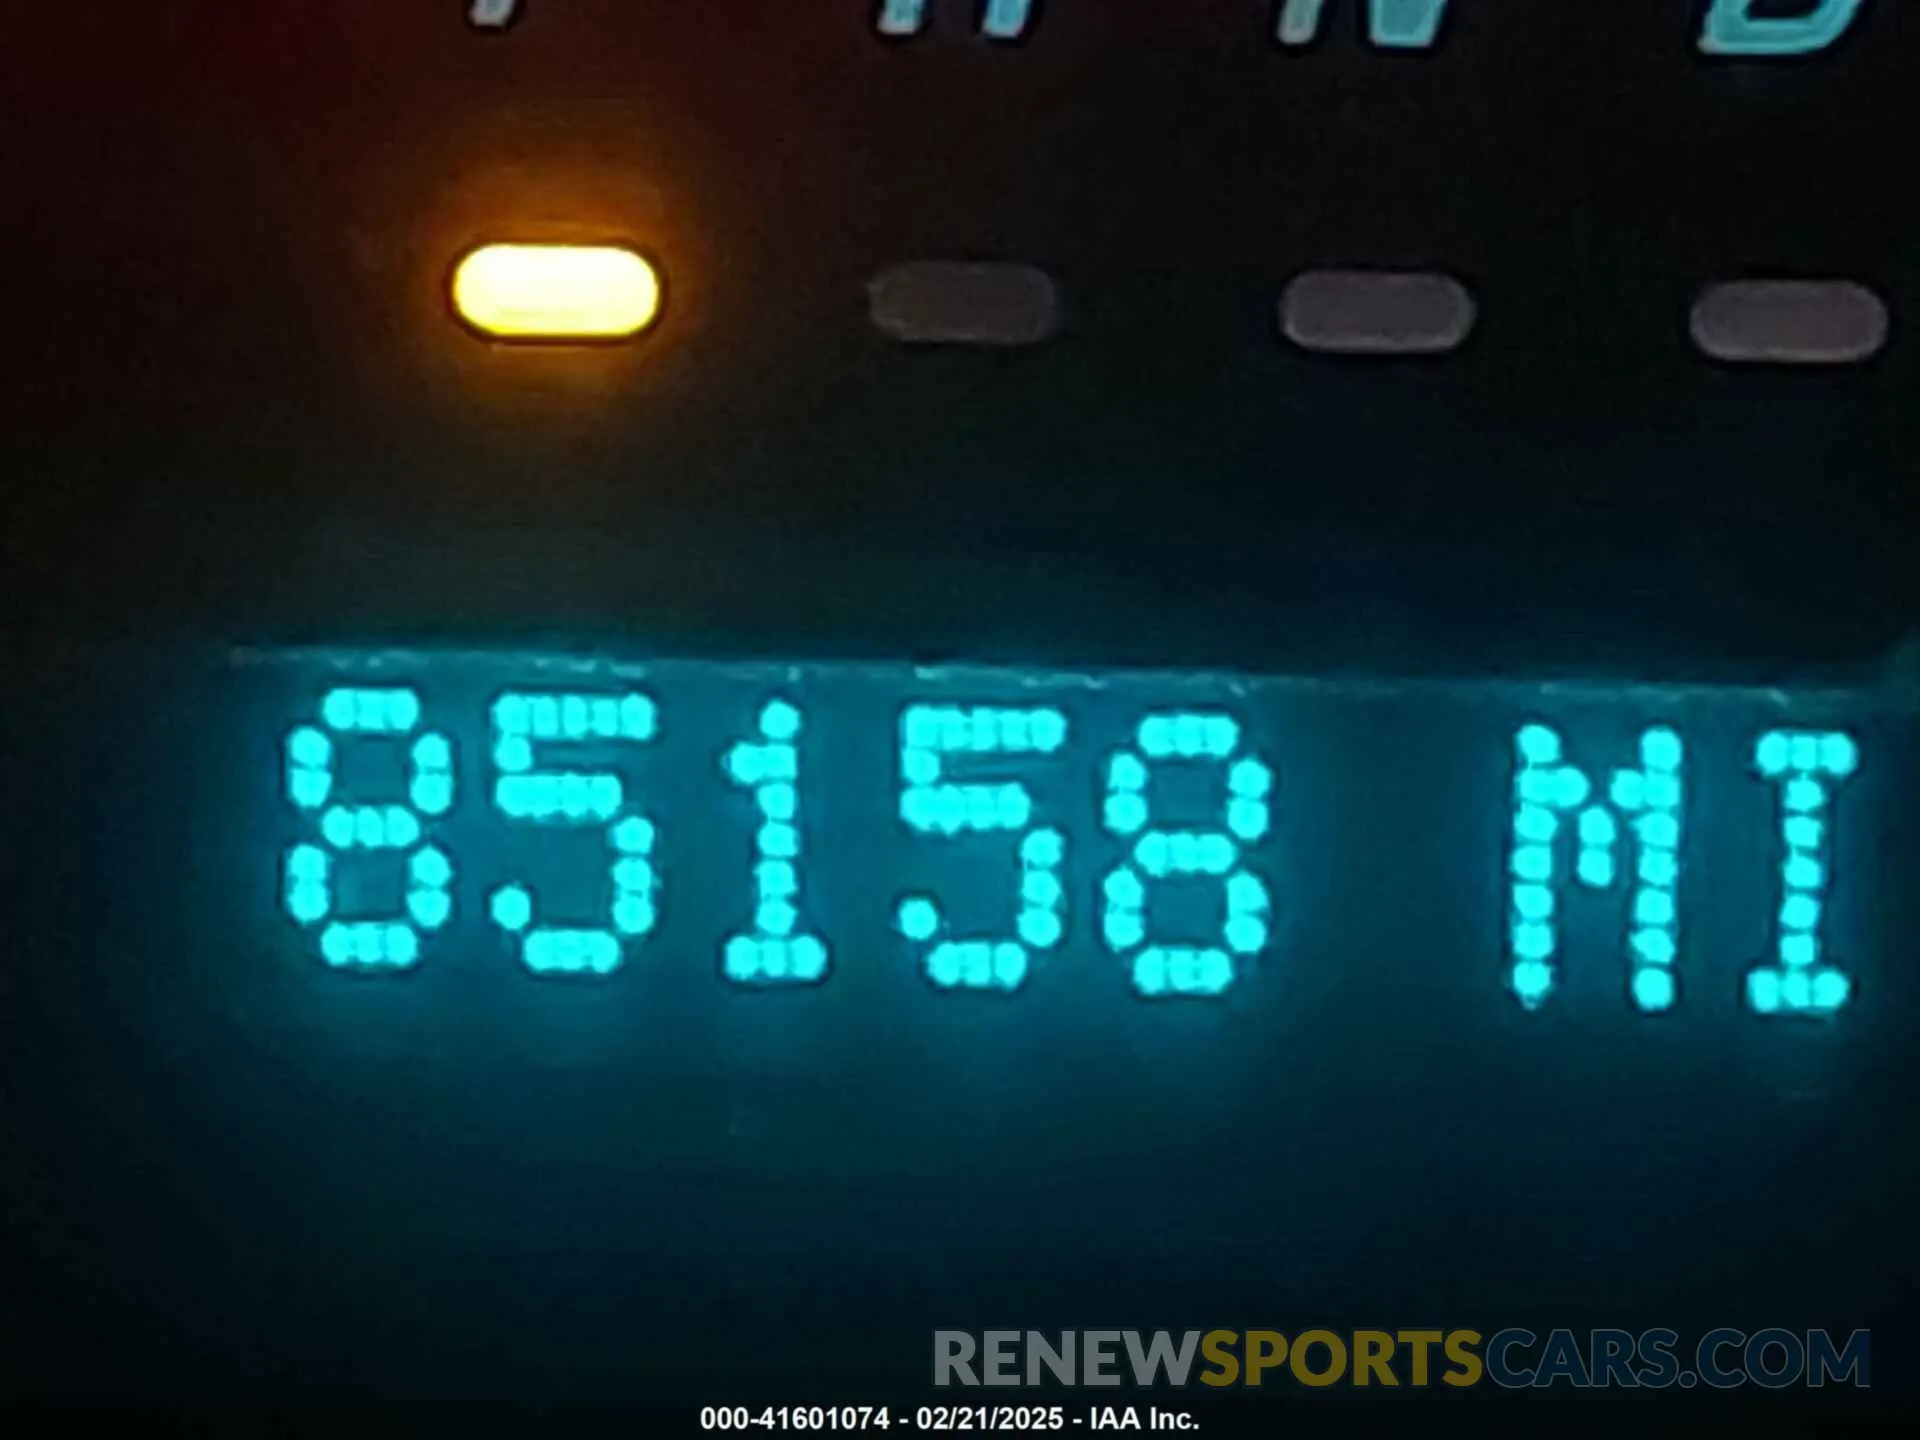 P R N D
85158 MI
RENEWSPORTSCARS.COM
000-41601074 - 02/21/2025 - IAA Inc.